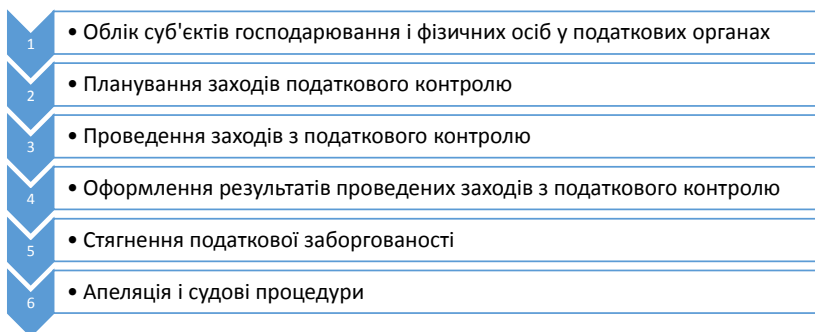 1
• Облік суб'єктів господарювання і фізичних осіб у податкових органах
2
• Планування заходів податкового контролю
3
• Проведення заходів з податкового контролю
4
• Оформлення результатів проведених заходів з податкового контролю
5
• Стягнення податкової заборгованості
6
• Апеляція і судові процедури